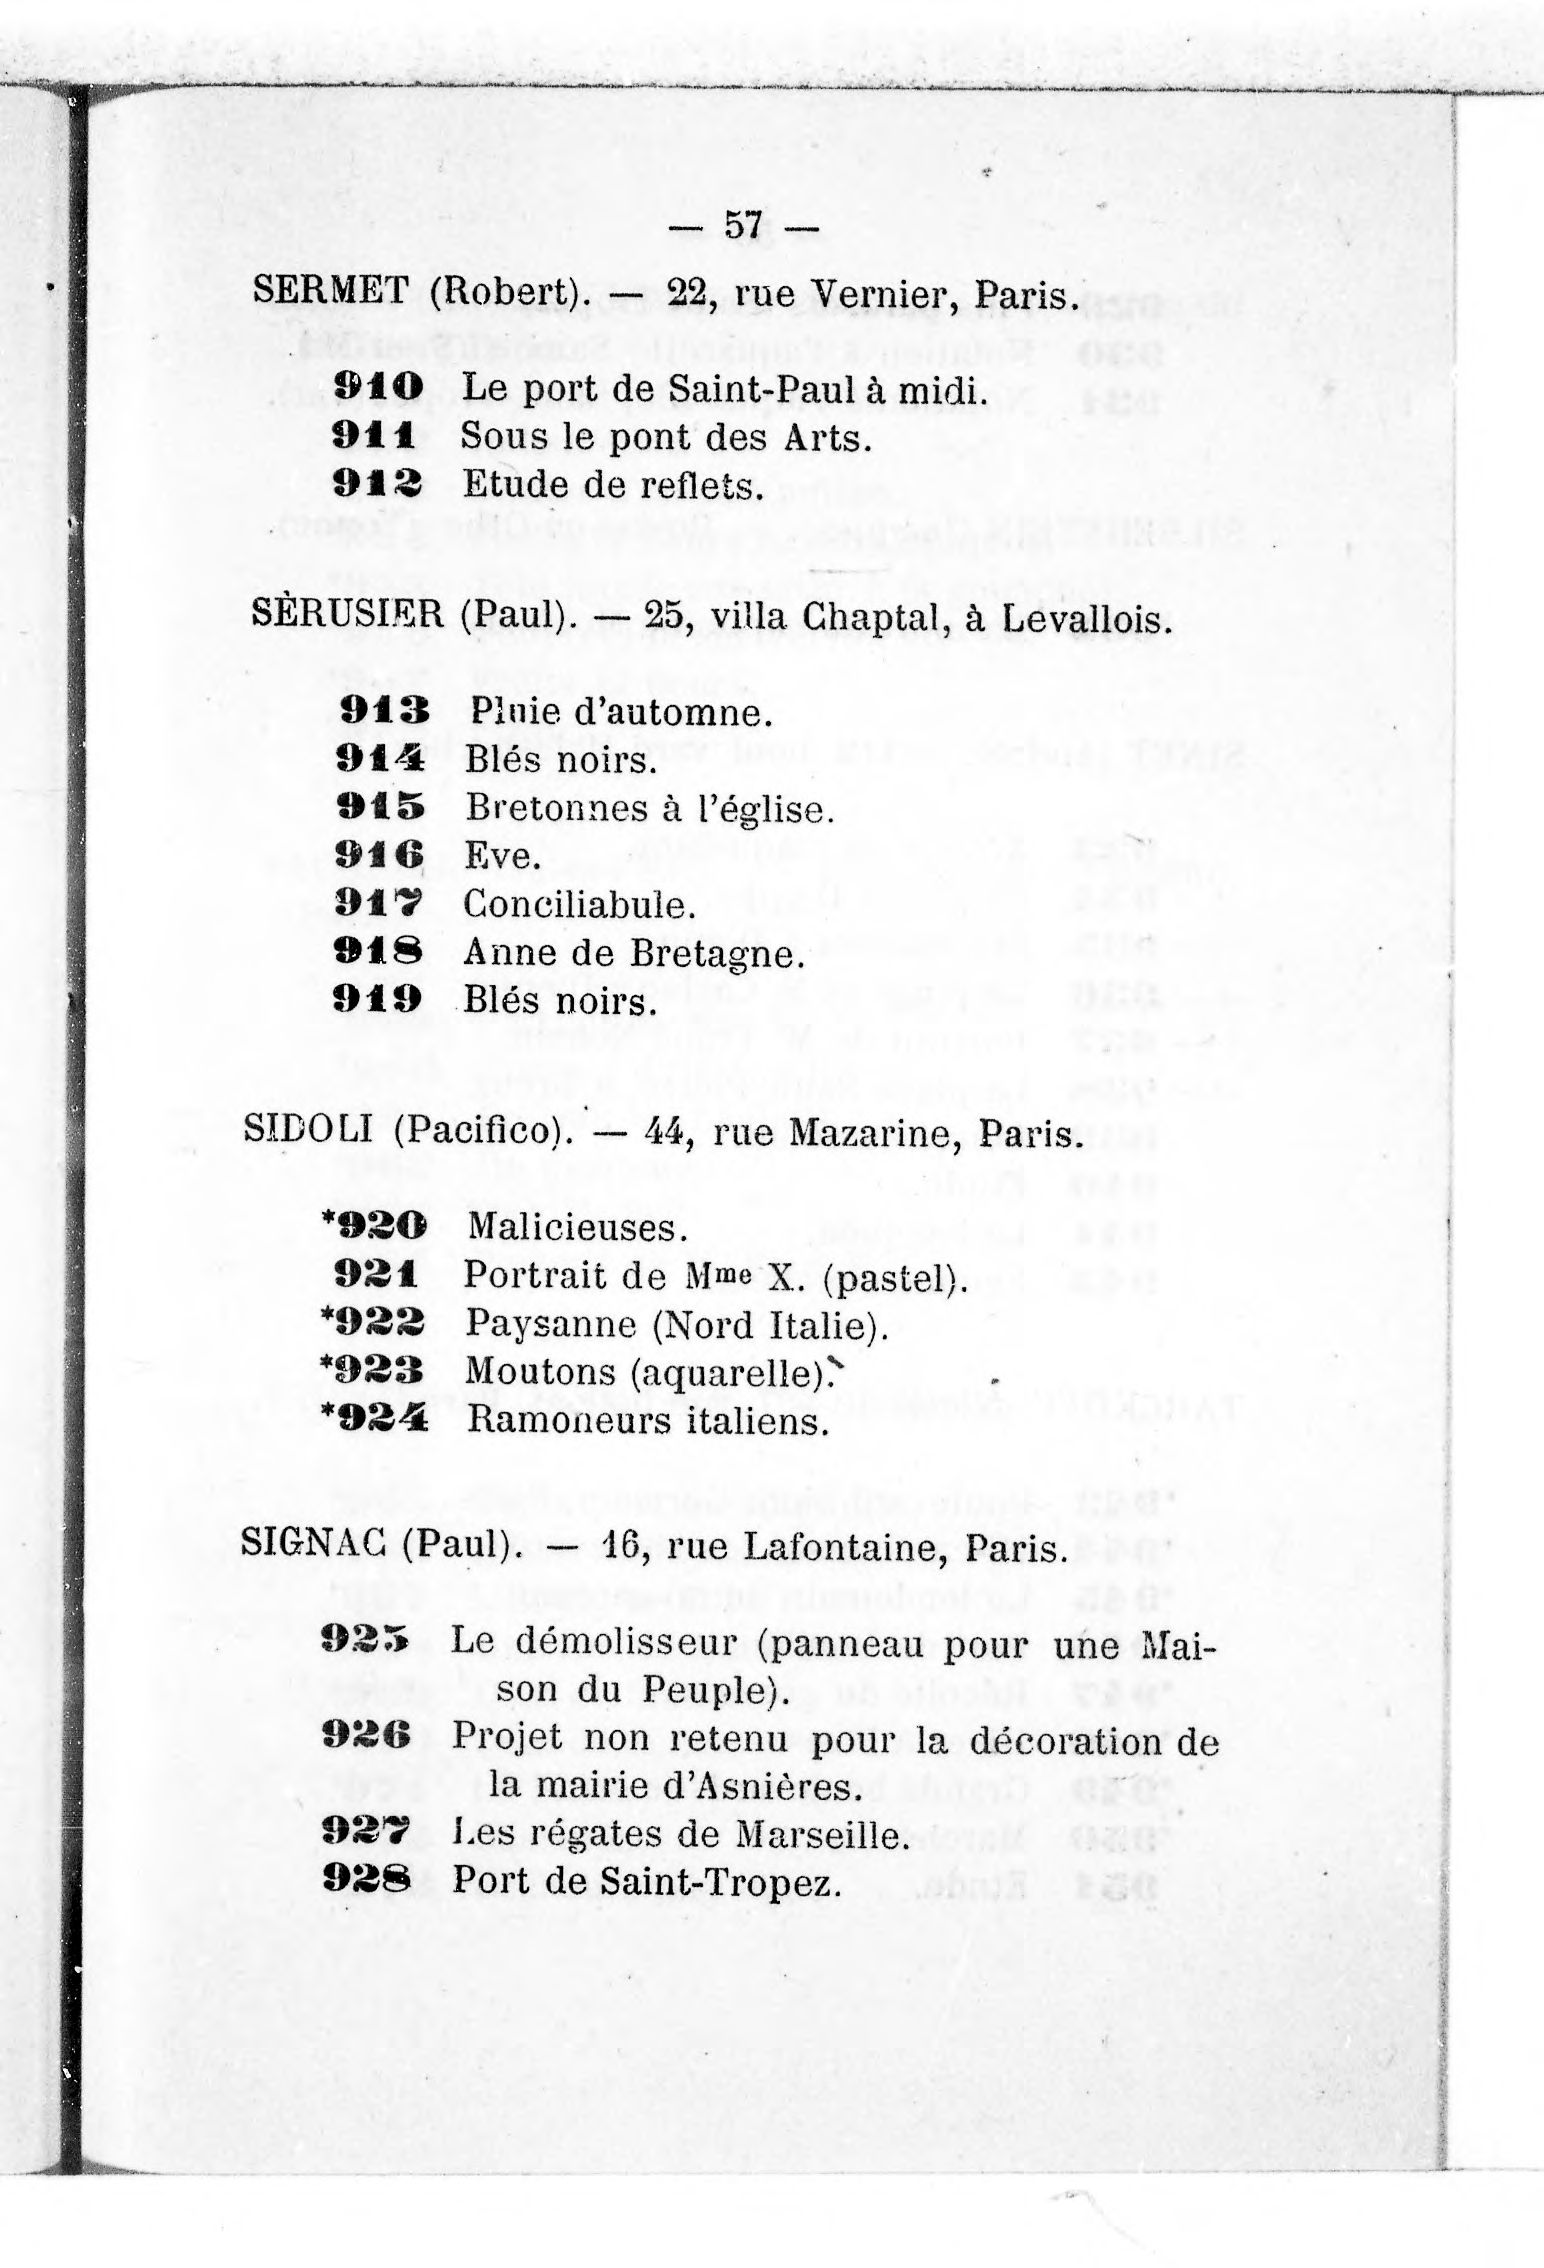 — 57 —
SERMET (Robert). — 22, rue Vernier, Paris.
910 Le port de Saint-Paul à midi.
911 Sous le pont des Arts.
912 Etude de reflets.
SÈRUSIER (Paul). — 25, villa Chaptal, à Levallois.
913 Pluie d'automne.
914 Blés noirs.
915 Bretonnes à l'église.
916 Eve.
917 Conciliabule.
918 Anne de Bretagne.
919 Blés noirs.
SIDOLI (Pacifico). — 44, rue Mazarine, Paris.
*920 Malicieuses.
921 Portrait de Mme X. (pastel).
*922 Paysanne (Nord Italie).
*923 Moutons (aquarelle).
*924 Ramoneurs italiens.
SIGNAC (Paul). — 16, rue Lafontaine, Paris.
925 Le démolisseur (panneau pour une Mai-
son du Peuple).
926 Projet non retenu pour la décoration de
la mairie d'Asnières.
927 Les régates de Marseille.
928 Port de Saint-Tropez.